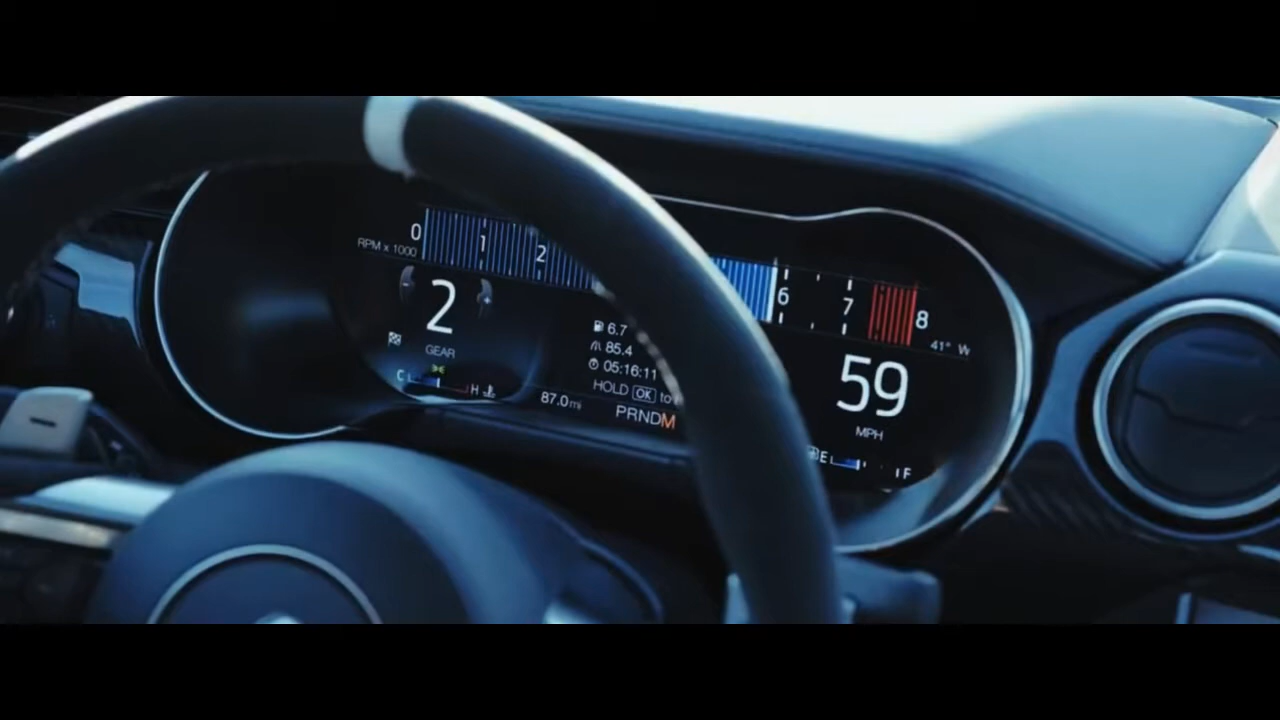 0 1 2 6 7 8
RPM x 1000
41° W
2
GEAR
6.7
85.4
05:16:11
HOLD OK to
59
MPH
C H
87.0 mi
PRNDM
E F
-